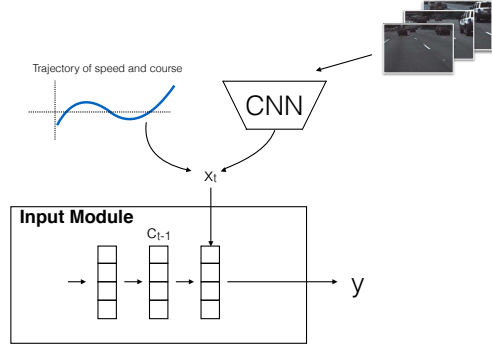 Trajectory of speed and course
CNN
xₜ
Input Module
Cₜ₋₁
y